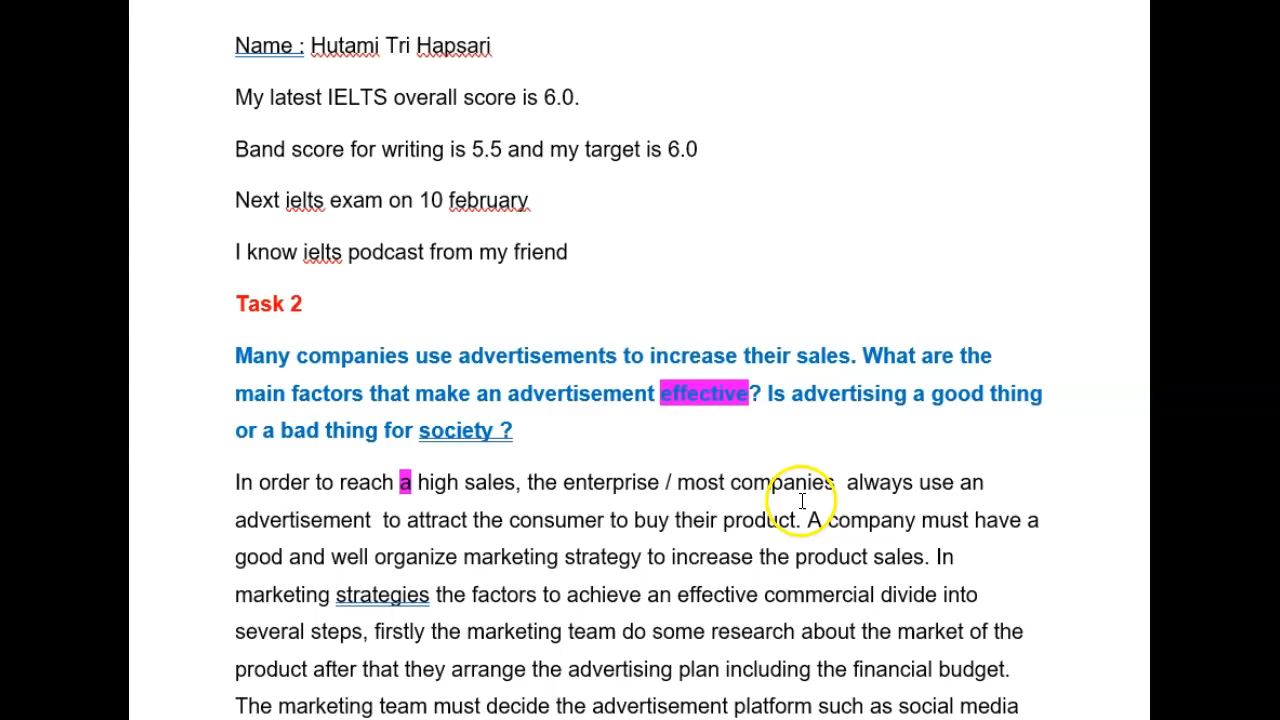 Name : Hutami Tri Hapsari
My latest IELTS overall score is 6.0.
Band score for writing is 5.5 and my target is 6.0
Next ielts exam on 10 february
I know ielts podcast from my friend
Task 2
Many companies use advertisements to increase their sales. What are the
main factors that make an advertisement effective? Is advertising a good thing
or a bad thing for society ?
In order to reach a high sales, the enterprise / most companies  always use an
advertisement  to attract the consumer to buy their product. A company must have a
good and well organize marketing strategy to increase the product sales. In
marketing strategies the factors to achieve an effective commercial divide into
several steps, firstly the marketing team do some research about the market of the
product after that they arrange the advertising plan including the financial budget.
The marketing team must decide the advertisement platform such as social media